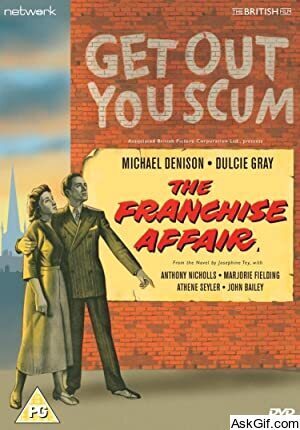 network
THE BRITISH FILM
GET OUT
YOU SCUM
Associated British Picture Corporation Ltd., presents
MICHAEL DENISON · DULCIE GRAY
THE
FRANCHISE
AFFAIR
From the Novel by Josephine Tey, with
ANTHONY NICHOLLS · MARJORIE FIELDING
ATHENE SEYLER · JOHN BAILEY
PG
DVD
AskGif.com